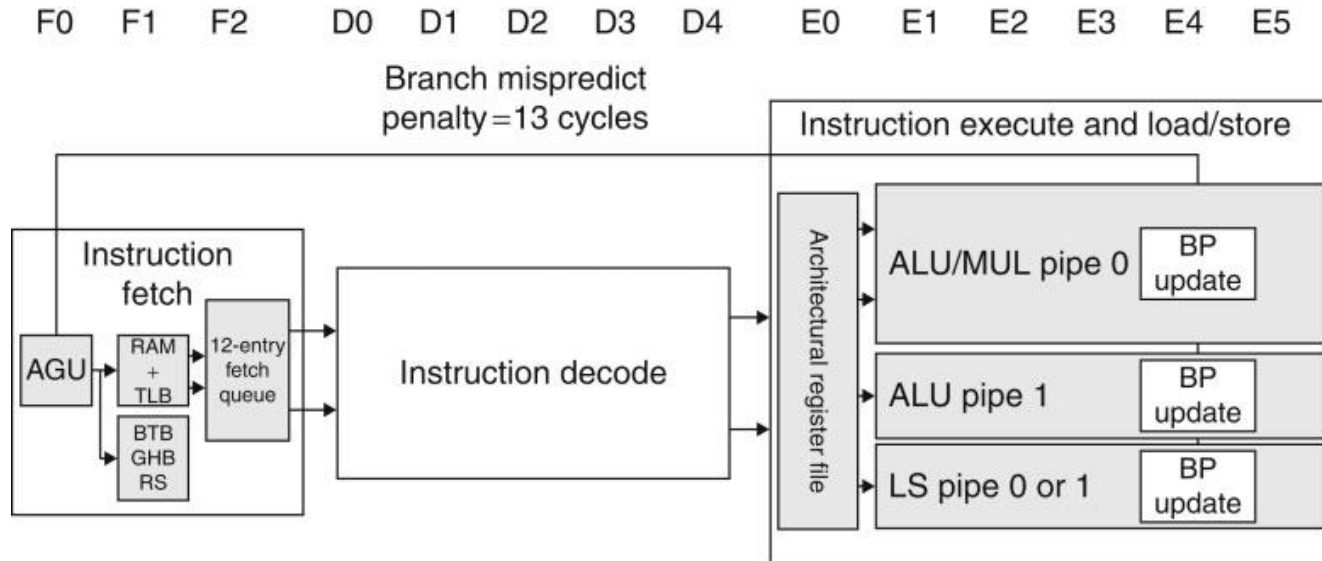 F0 F1 F2 D0 D1 D2 D3 D4 E0 E1 E2 E3 E4 E5
Branch mispredict
penalty=13 cycles
Instruction execute and load/store
Instruction
fetch
AGU
RAM
+
TLB
BTB
GHB
RS
12-entry
fetch
queue
Instruction decode
Architectural register file
ALU/MUL pipe 0
BP
update
ALU pipe 1
BP
update
LS pipe 0 or 1
BP
update